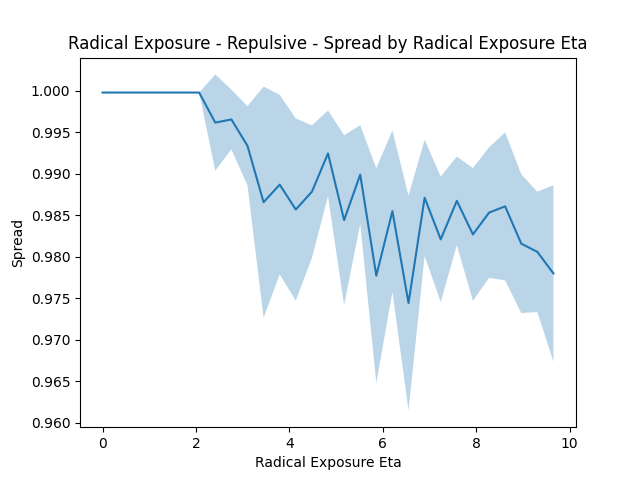 Radical Exposure - Repulsive - Spread by Radical Exposure Eta
1.000
0.995
0.990
0.985
0.980
0.975
0.970
0.965
0.960
Spread
0 2 4 6 8 10
Radical Exposure Eta